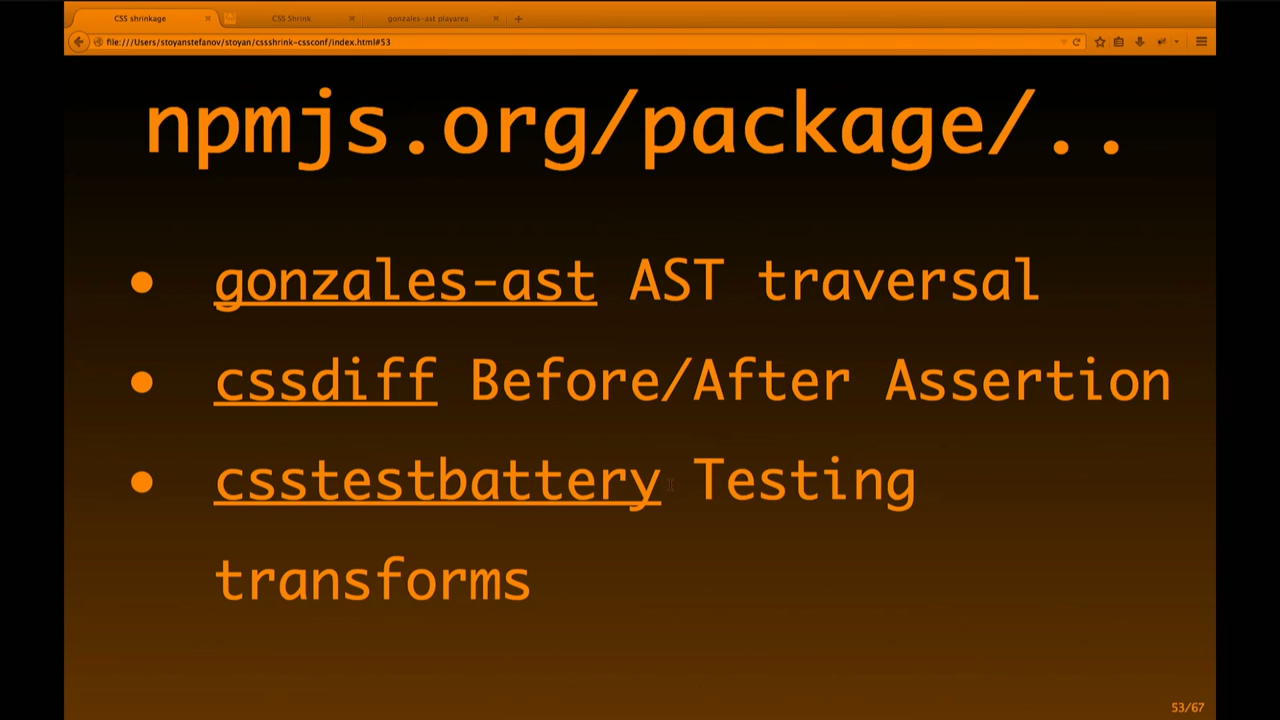 CSS shrinkage
CSS Shrink
gonzales-ast playarea
file:///Users/stoyanstefanov/stoyan/cssshrink-cssconf/index.html#53
npmjs.org/package/..
gonzales-ast AST traversal
cssdiff Before/After Assertion
csstestbattery Testing
transforms
53/67